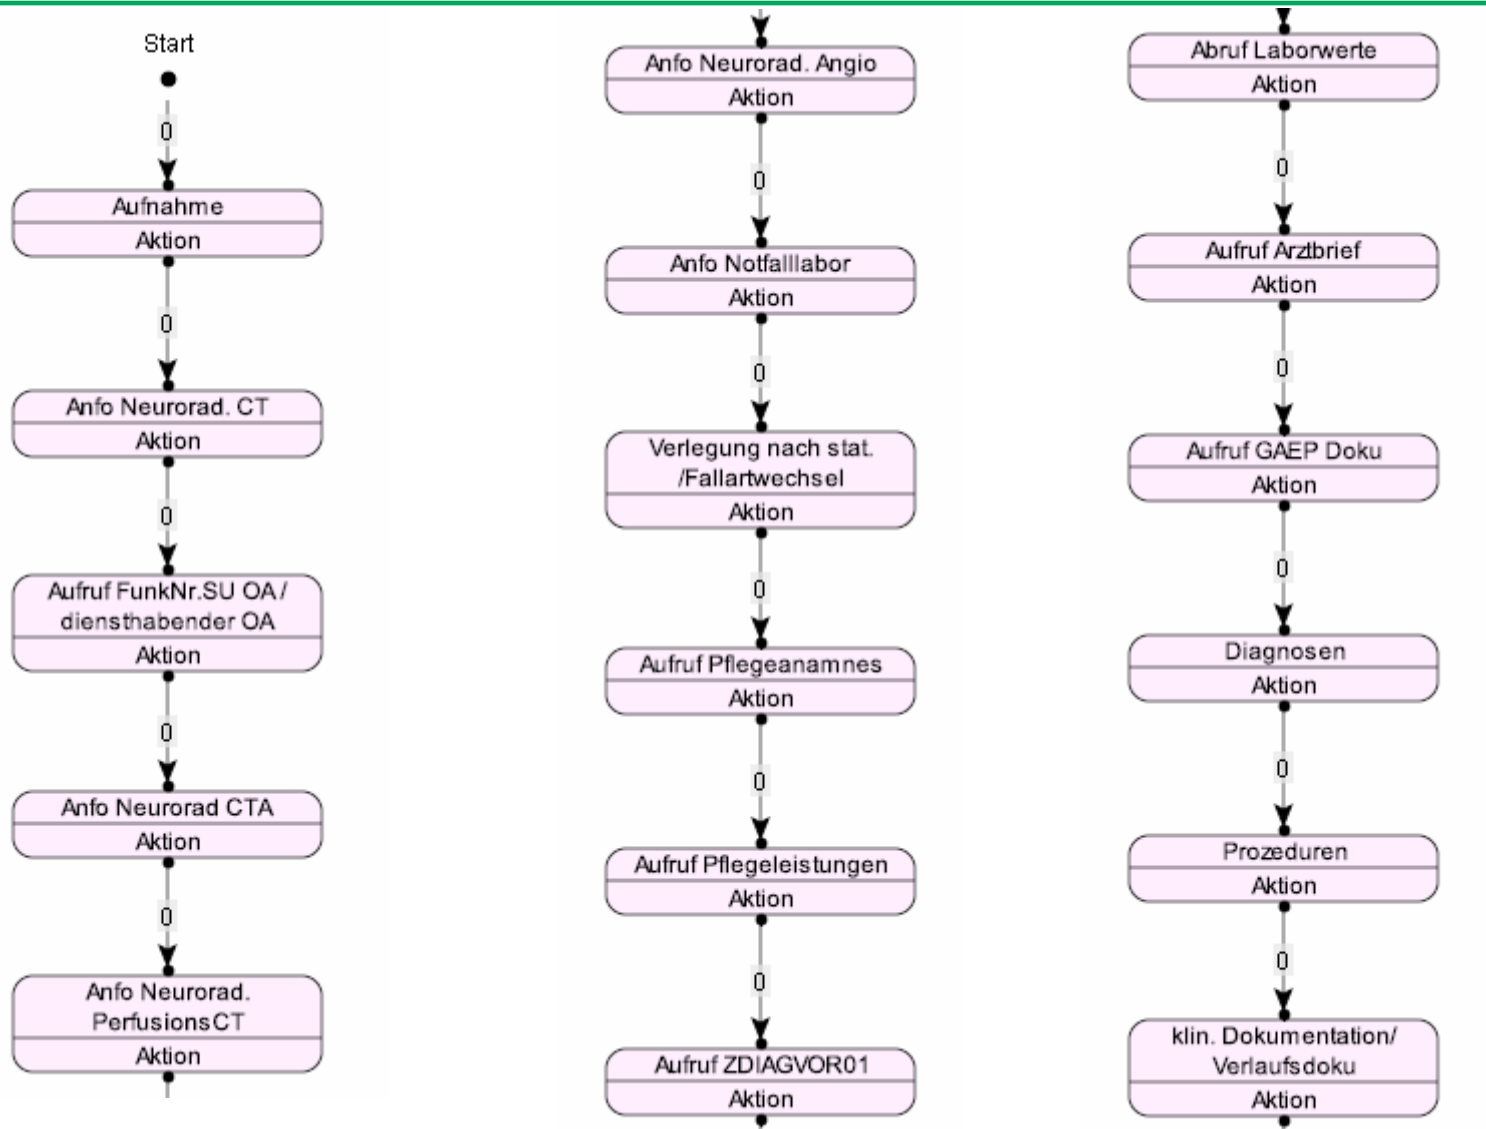 Start
0
Aufnahme
Aktion
0
Anfo Neurorad. CT
Aktion
0
Aufruf FunkNr.SU OA /
diensthabender OA
Aktion
0
Anfo Neurorad CTA
Aktion
0
Anfo Neurorad.
PerfusionsCT
Aktion
Anfo Neurorad. Angio
Aktion
0
Anfo Notfalllabor
Aktion
0
Verlegung nach stat.
/Fallartwechsel
Aktion
0
Aufruf Pflegeanamnes
Aktion
0
Aufruf Pflegeleistungen
Aktion
0
Aufruf ZDIAGVOR01
Aktion
Abruf Laborwerte
Aktion
0
Aufruf Arztbrief
Aktion
0
Aufruf GAEP Doku
Aktion
0
Diagnosen
Aktion
0
Prozeduren
Aktion
0
klin. Dokumentation/
Verlaufsdoku
Aktion